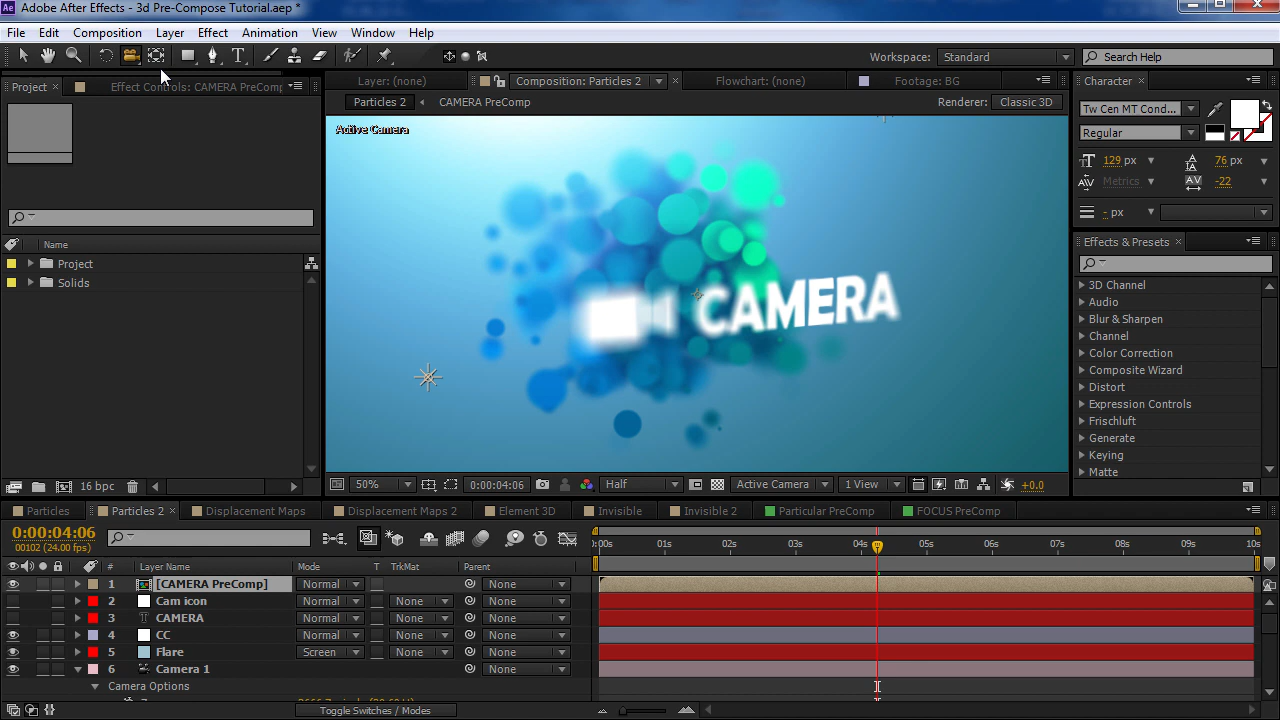 Adobe After Effects - 3d Pre-Compose Tutorial.aep *
File Edit Composition Layer Effect Animation View Window Help
Workspace: Standard Search Help
Project Effect Controls: CAMERA PreComp
Layer: (none) Composition: Particles 2 Flowchart: (none) Footage: BG
Character
Particles 2 CAMERA PreComp Renderer: Classic 3D
Tw Cen MT Cond...
Regular
Active Camera
129 px 76 px
Metrics -22
- px
Name
Project
Solids
CAMERA
Effects & Presets
3D Channel
Audio
Blur & Sharpen
Channel
Color Correction
Composite Wizard
Distort
Expression Controls
Frischluft
Generate
Keying
Matte
16 bpc
50% 0:00:04:06 Half Active Camera 1 View +0.0
Particles Particles 2 Displacement Maps Displacement Maps 2 Element 3D Invisible Invisible 2 Particular PreComp FOCUS PreComp
0:00:04:06
00102 (24.00 fps)
:00s 01s 02s 03s 04s 05s 06s 07s 08s 09s 10s
# Layer Name Mode T TrkMat Parent
1 [CAMERA PreComp] Normal None
2 Cam icon Normal None None
3 CAMERA Normal None None
4 CC Normal None None
5 Flare Screen None None
6 Camera 1 None
Camera Options
Toggle Switches / Modes